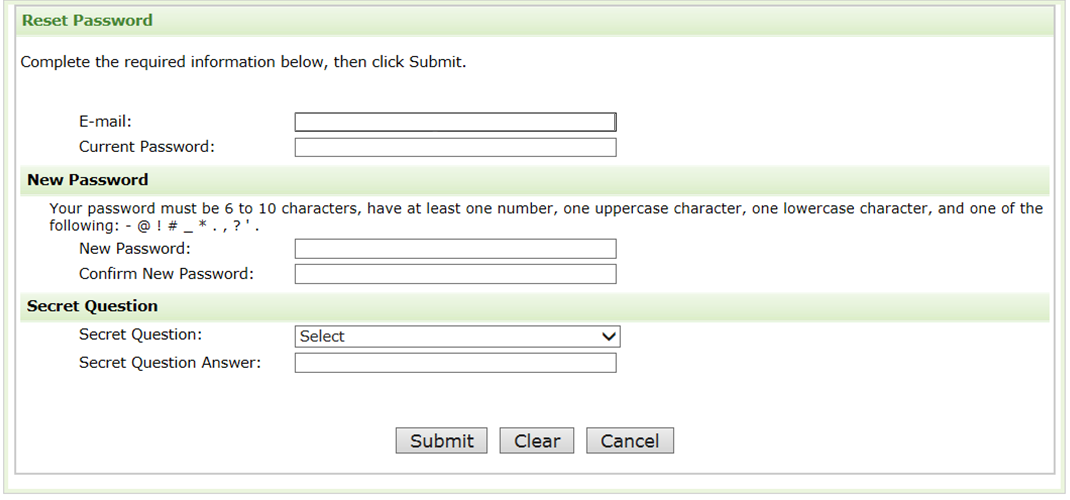 Reset Password
Complete the required information below, then click Submit.
E-mail:
Current Password:
New Password
Your password must be 6 to 10 characters, have at least one number, one uppercase character, one lowercase character, and one of the
following: - @ ! # _ * . , ? ' .
New Password:
Confirm New Password:
Secret Question
Secret Question: Select
Secret Question Answer:
Submit Clear Cancel